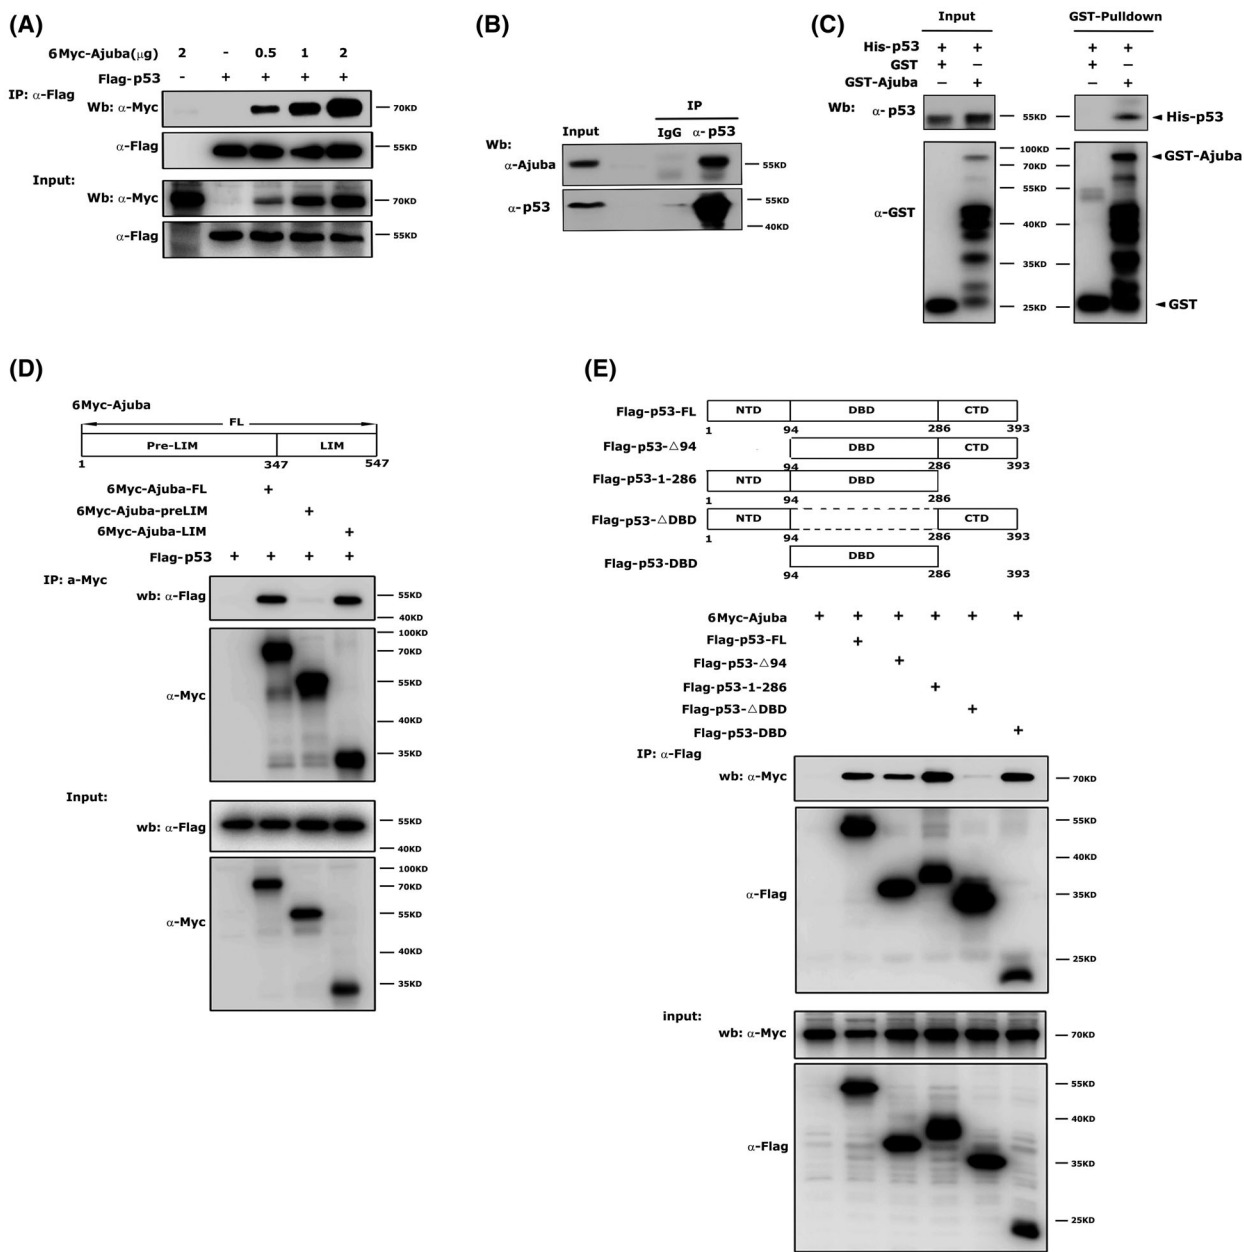 (A)
6Myc-Ajuba(μg) 2 - 0.5 1 2
Flag-p53 - + + + +
IP: α-Flag
Wb: α-Myc 70KD
α-Flag 55KD
Input:
Wb: α-Myc 70KD
α-Flag 55KD
(B)
IP
Input IgG α-p53
Wb:
α-Ajuba 55KD
α-p53 55KD
40KD
(C)
Input GST-Pulldown
His-p53 + + + +
GST + − + −
GST-Ajuba − + − +
Wb: α-p53 55KD His-p53
100KD
70KD GST-Ajuba
55KD
α-GST
40KD
35KD
25KD GST
(D)
6Myc-Ajuba
FL
Pre-LIM LIM
1 347 547
6Myc-Ajuba-FL +
6Myc-Ajuba-preLIM +
6Myc-Ajuba-LIM +
Flag-p53 + + + +
IP: a-Myc
wb: α-Flag 55KD
40KD
100KD
70KD
α-Myc 55KD
40KD
35KD
Input:
wb: α-Flag 55KD
40KD
100KD
70KD
α-Myc 55KD
40KD
35KD
(E)
Flag-p53-FL NTD DBD CTD
1 94 286 393
Flag-p53-△94 DBD CTD
94 286 393
Flag-p53-1-286 NTD DBD
1 94 286
Flag-p53-△DBD NTD CTD
1 94 286 393
Flag-p53-DBD DBD
94 286 393
6Myc-Ajuba + + + + + +
Flag-p53-FL +
Flag-p53-△94 +
Flag-p53-1-286 +
Flag-p53-△DBD +
Flag-p53-DBD +
IP: α-Flag
wb: α-Myc 70KD
55KD
40KD
α-Flag 35KD
25KD
input:
wb: α-Myc 70KD
55KD
40KD
α-Flag
35KD
25KD